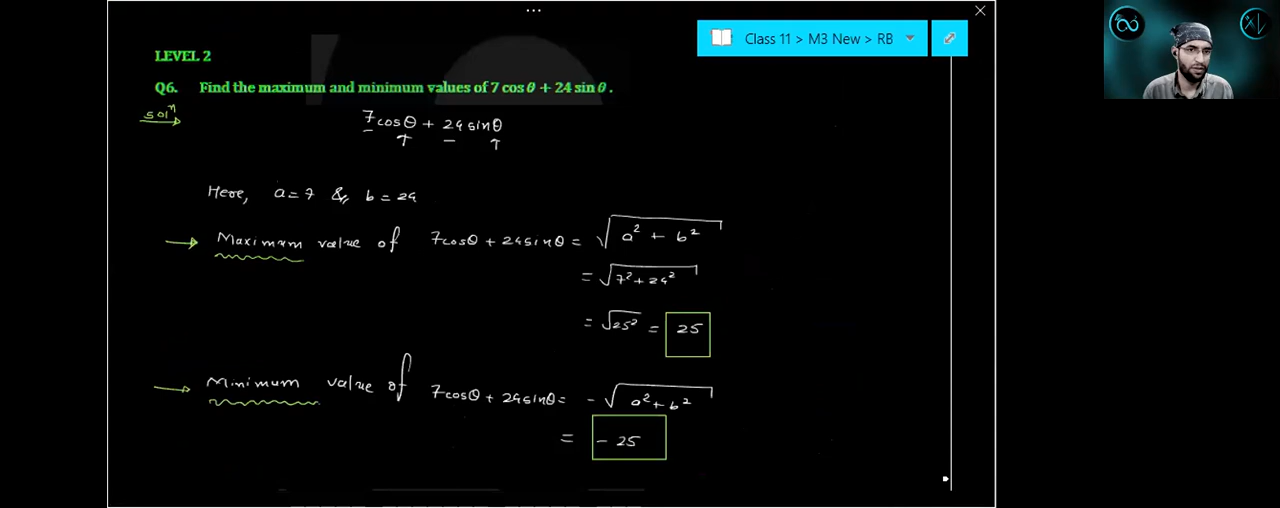 Class 11 > M3 New > RB
LEVEL 2
Q6. Find the maximum and minimum values of 7 cos θ + 24 sin θ .
solⁿ
7cosθ + 24sinθ
Here, a = 7 & b = 24
Maximum value of 7cosθ + 24sinθ = √a² + b²
= √7² + 24²
= √25² = 25
Minimum value of 7cosθ + 24sinθ = - √a² + b²
= - 25